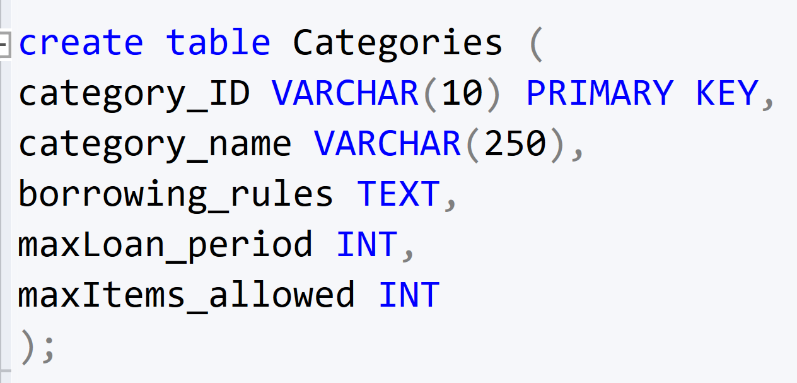 create table Categories (
category_ID VARCHAR(10) PRIMARY KEY,
category_name VARCHAR(250),
borrowing_rules TEXT,
maxLoan_period INT,
maxItems_allowed INT
);